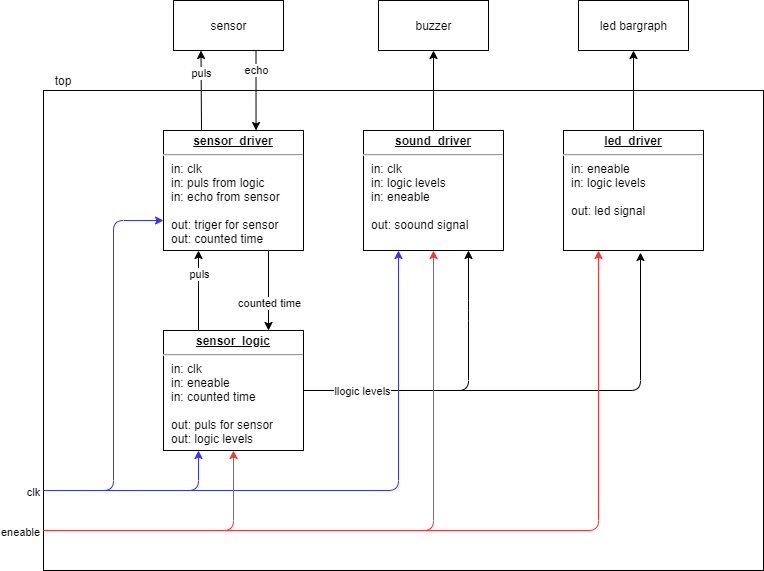 sensor
buzzer
led bargraph
puls
echo
top
sensor_driver
in: clk
in: puls from logic
in: echo from sensor
out: triger for sensor
out: counted time
sound_driver
in: clk
in: logic levels
in: eneable
out: soound signal
led_driver
in: eneable
in: logic levels
out: led signal
puls
counted time
sensor_logic
in: clk
in: eneable
in: counted time
out: puls for sensor
out: logic levels
llogic levels
clk
eneable